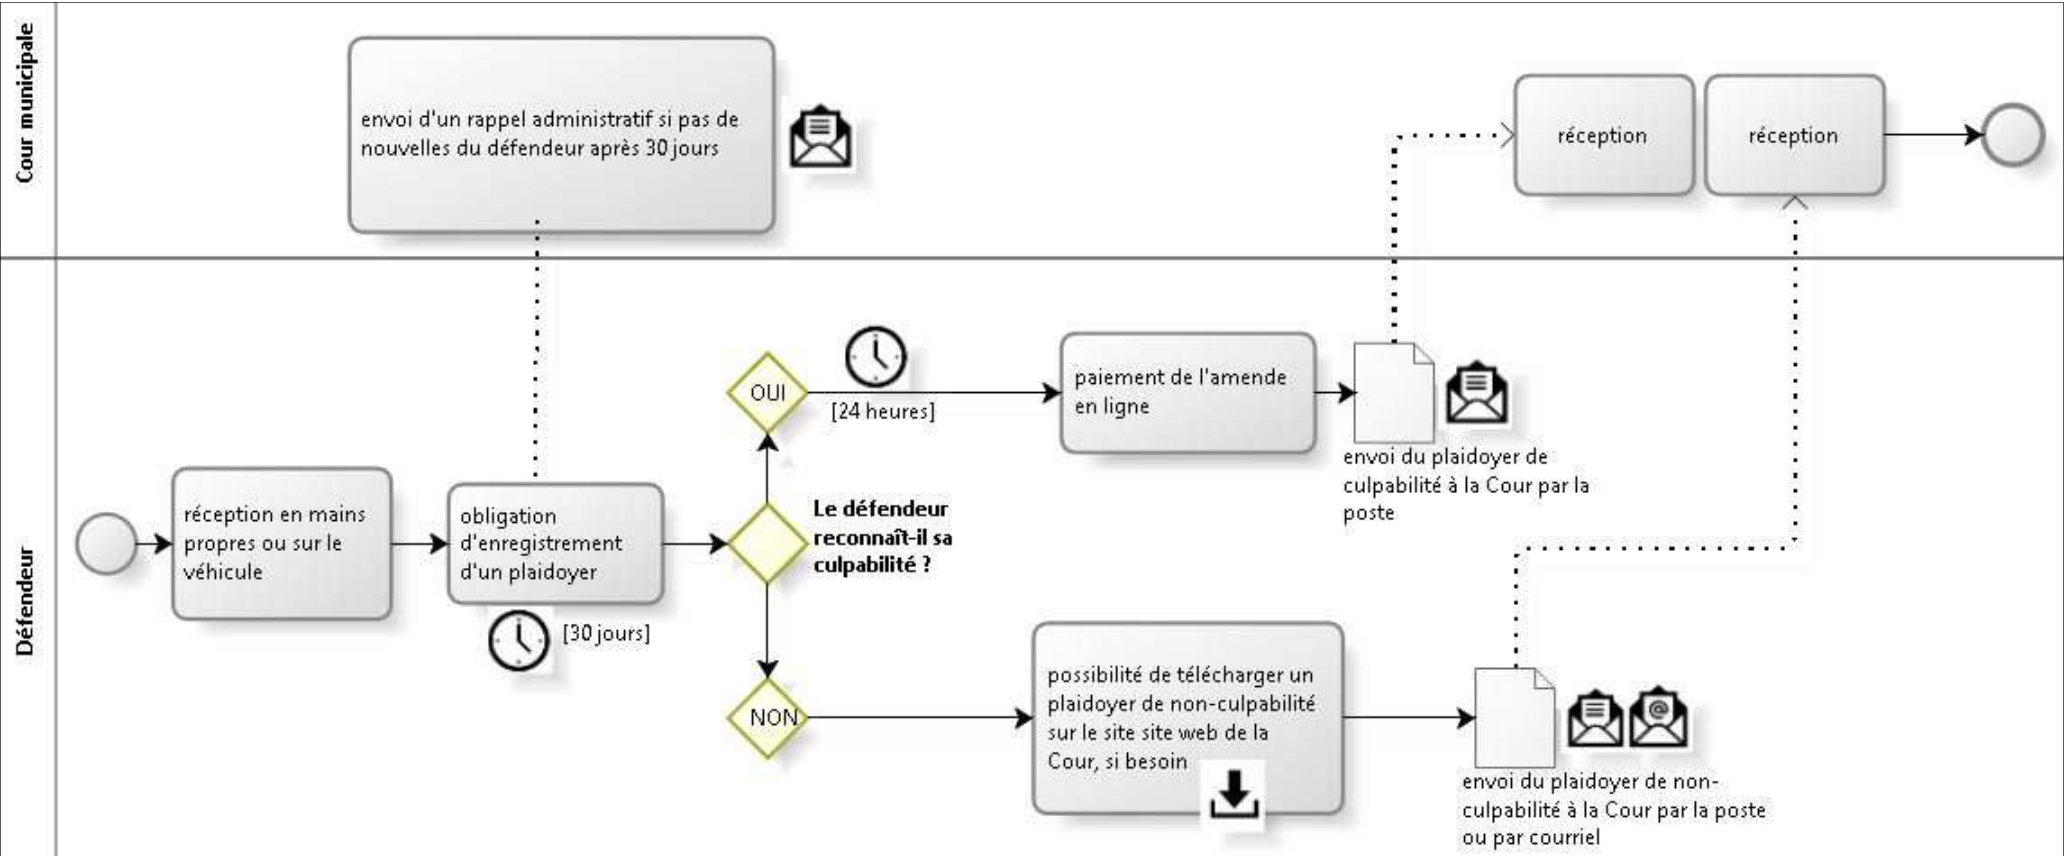 Cour municipale
envoi d'un rappel administratif si pas de
nouvelles du défendeur après 30 jours
réception
réception
Défendeur
réception en mains
propres ou sur le
véhicule
obligation
d'enregistrement
d'un plaidoyer
[30 jours]
Le défendeur
reconnaît-il sa
culpabilité ?
OUI
[24 heures]
paiement de l'amende
en ligne
envoi du plaidoyer de
culpabilité à la Cour par la
poste
NON
possibilité de télécharger un
plaidoyer de non-culpabilité
sur le site site web de la
Cour, si besoin
@
envoi du plaidoyer de non-
culpabilité à la Cour par la poste
ou par courriel